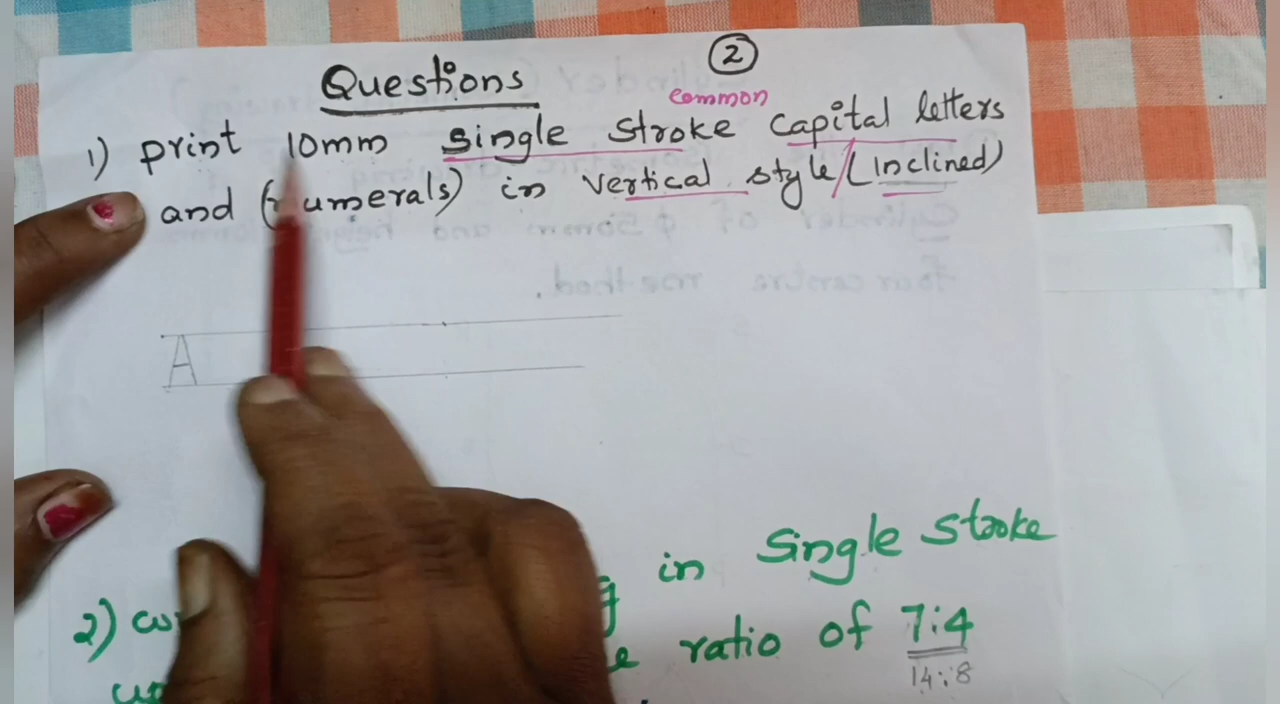 2
Questions
common
1) print 10mm single stroke capital letters
and (numerals) in vertical style/(inclined)
A
in Single stroke
2)
ratio of 7:4
14:8